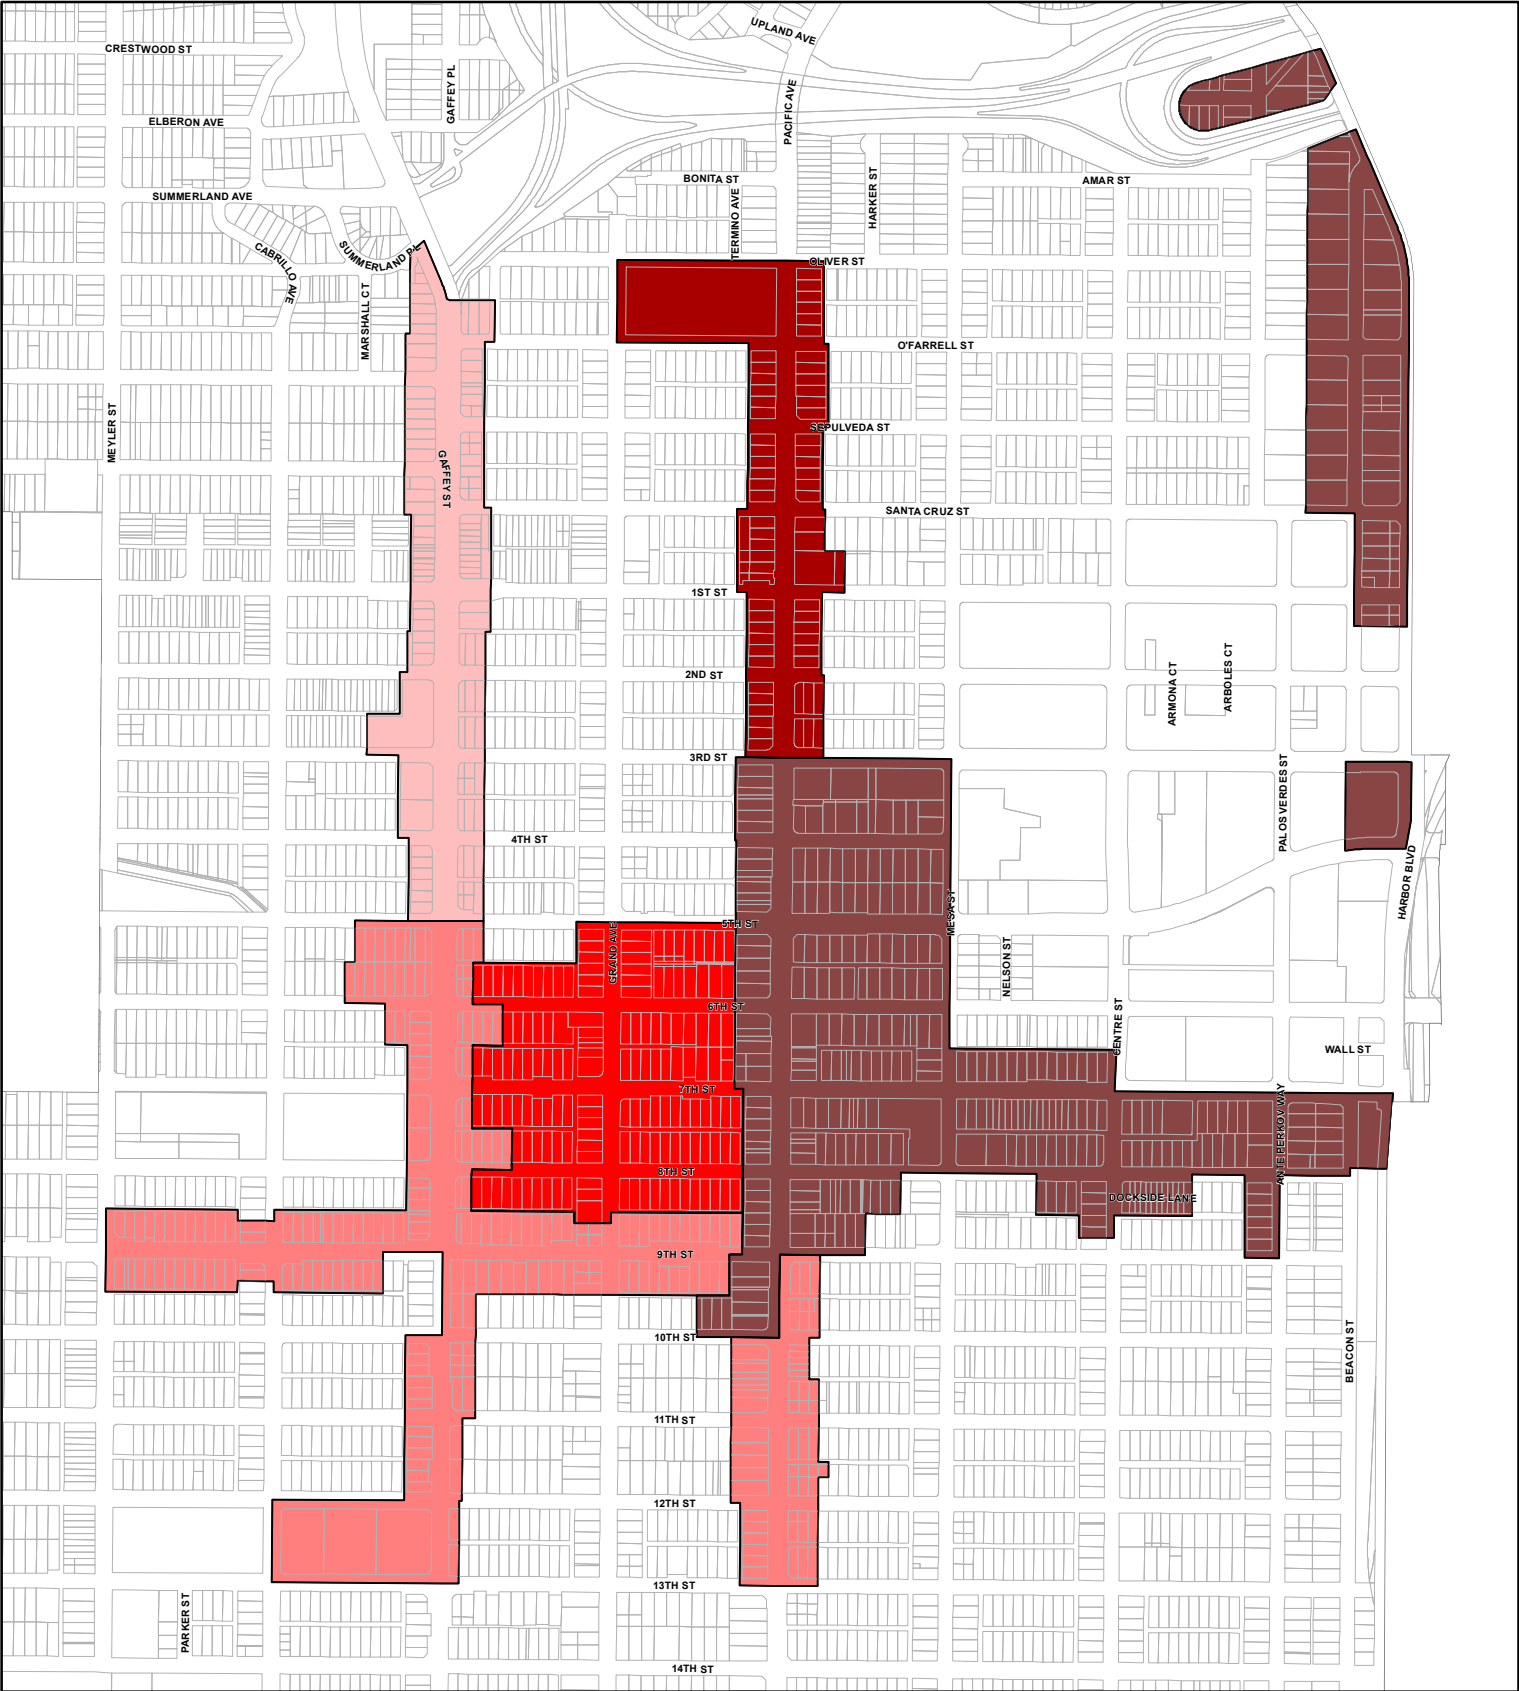 UPLAND AVE
CRESTWOOD ST
GAFFEY PL
PACIFIC AVE
ELBERON AVE
BONITA ST
AMAR ST
HARKER ST
SUMMERLAND AVE
TERMINO AVE
SUMMERLAND PL
CABRILLO AVE
OLIVER ST
MARSHALL CT
O'FARRELL ST
MEYLER ST
SEPULVEDA ST
GAFFEY ST
SANTA CRUZ ST
1ST ST
2ND ST
ARMONA CT
ARBOLES CT
3RD ST
PALOS VERDES ST
4TH ST
HARBOR BLVD
MESA ST
5TH ST
GRAND AVE
NELSON ST
6TH ST
CENTRE ST
WALL ST
7TH ST
ANTE PERKOV WAY
8TH ST
DOCKSIDE LANE
9TH ST
10TH ST
BEACON ST
11TH ST
12TH ST
13TH ST
PARKER ST
14TH ST